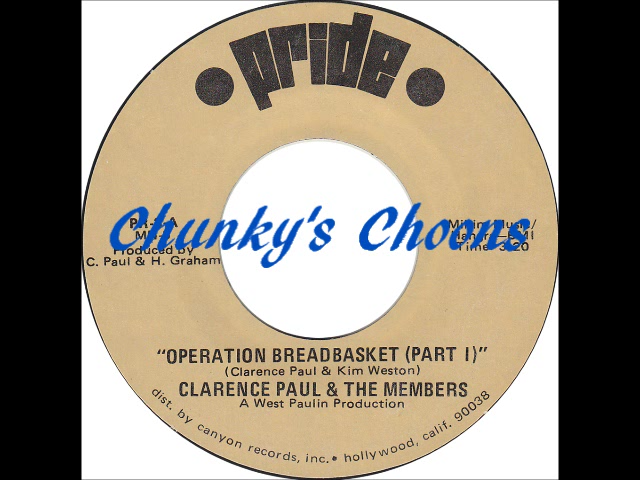 • pride •
Produced by
C. Paul & H. Graham
Time: 3:20
Chunky's Choons
"OPERATION BREADBASKET (PART I)"
(Clarence Paul & Kim Weston)
CLARENCE PAUL & THE MEMBERS
A West Paulin Production
dist. by canyon records, inc. • hollywood, calif. 90038